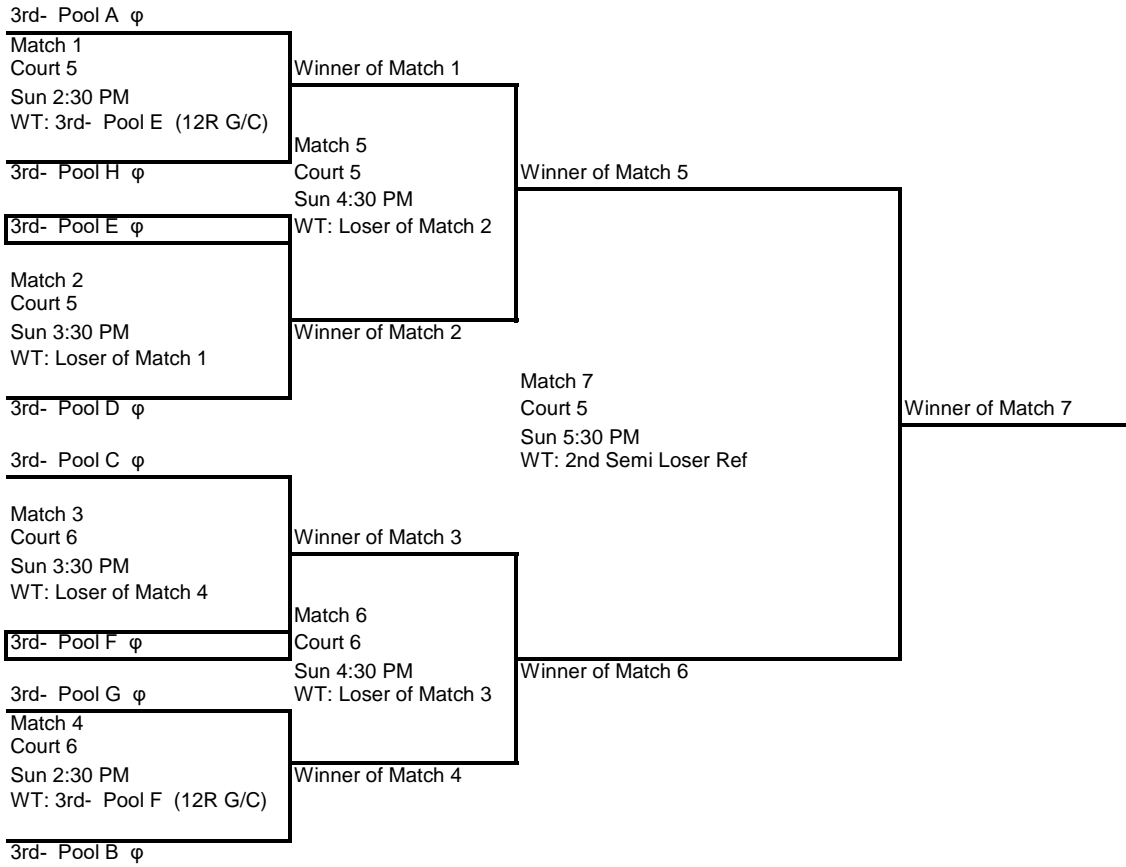 3rd-  Pool A  φ
Match 1
Court 5
Sun 2:30 PM
WT: 3rd-  Pool E  (12R G/C)
3rd-  Pool H  φ
Winner of Match 1
Match 5
Court 5
Sun 4:30 PM
WT: Loser of Match 2
3rd-  Pool E  φ
Match 2
Court 5
Sun 3:30 PM
WT: Loser of Match 1
3rd-  Pool D  φ
Winner of Match 2
Winner of Match 5
Match 7
Court 5
Sun 5:30 PM
WT: 2nd Semi Loser Ref
Winner of Match 7
3rd-  Pool C  φ
Match 3
Court 6
Sun 3:30 PM
WT: Loser of Match 4
3rd-  Pool F  φ
Winner of Match 3
Match 6
Court 6
Sun 4:30 PM
WT: Loser of Match 3
Winner of Match 6
3rd-  Pool G  φ
Match 4
Court 6
Sun 2:30 PM
WT: 3rd-  Pool F  (12R G/C)
3rd-  Pool B  φ
Winner of Match 4